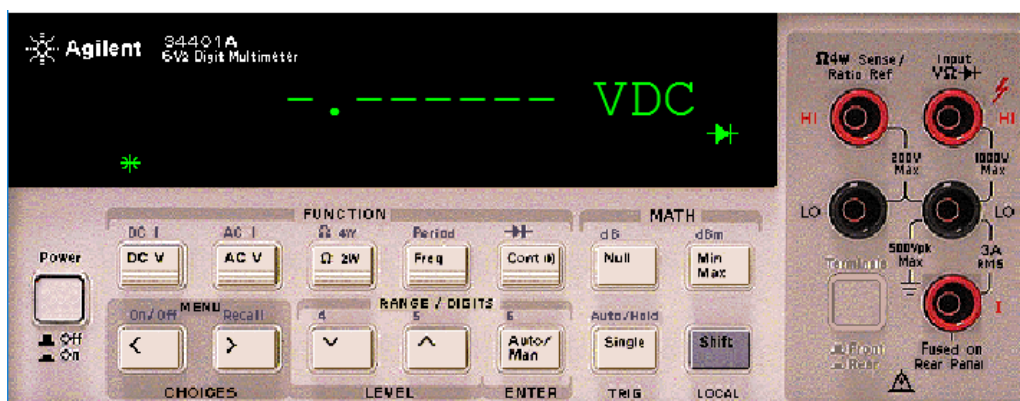 Agilent 34401A
6½ Digit Multimeter
-.------ VDC
FUNCTION
MATH
DC I AC I Ω 4W Period dB dBm
Power
DC V AC V Ω 2W Freq Cont Null Min Max
MENU
RANGE / DIGITS
On/Off Recall 4 5 6 Auto/Hold
< > Auto/ Man Single Shift
Off
On
CHOICES LEVEL ENTER TRIG LOCAL
Ω4W Sense/ Ratio Ref
Input VΩ
HI HI
200V Max
1000V Max
LO LO
500Vpk Max
3A RMS
Terminals
I
Front
Rear
Fused on Rear Panel